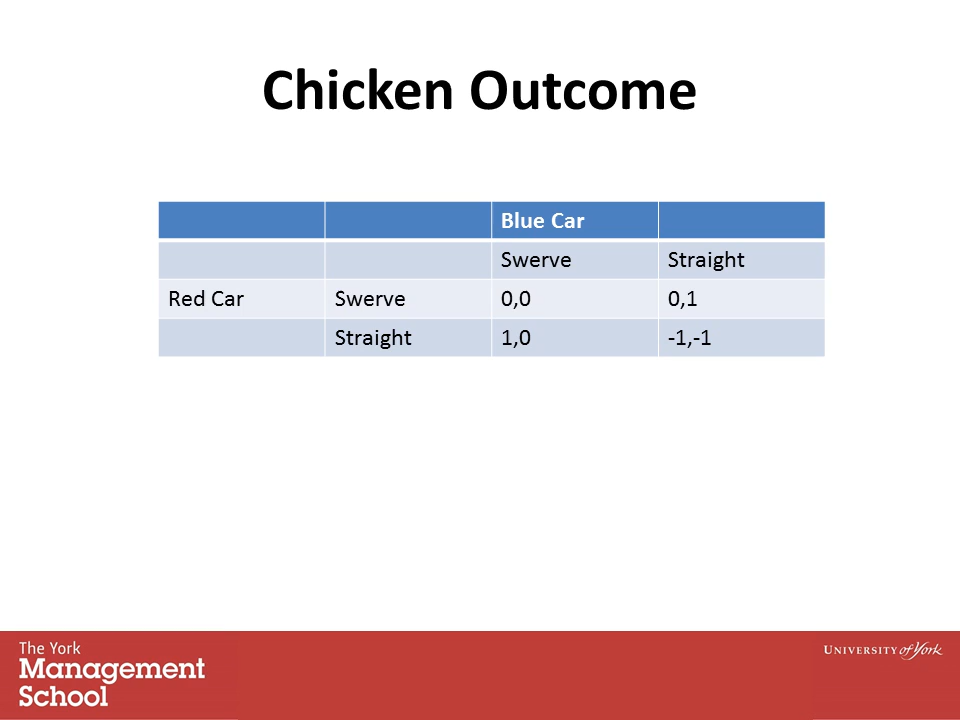 Chicken Outcome
Blue Car
Swerve Straight
Red Car Swerve 0,0 0,1
Straight 1,0 -1,-1
The York
Management
School
UNIVERSITY of York